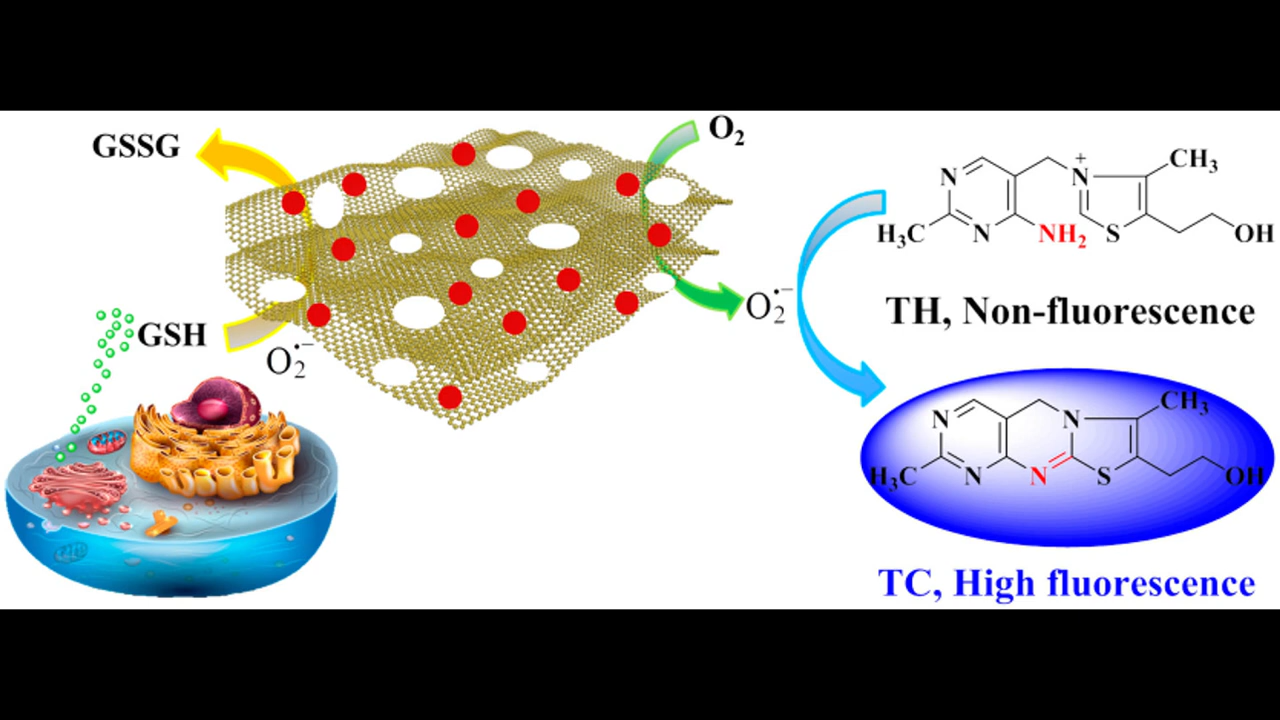 GSSG
O₂
GSH
O₂•−
O₂•−
N
N
+
N
CH₃
H₃C
NH₂
S
OH
TH, Non-fluorescence
N
N
CH₃
H₃C
N
N
S
OH
TC, High fluorescence